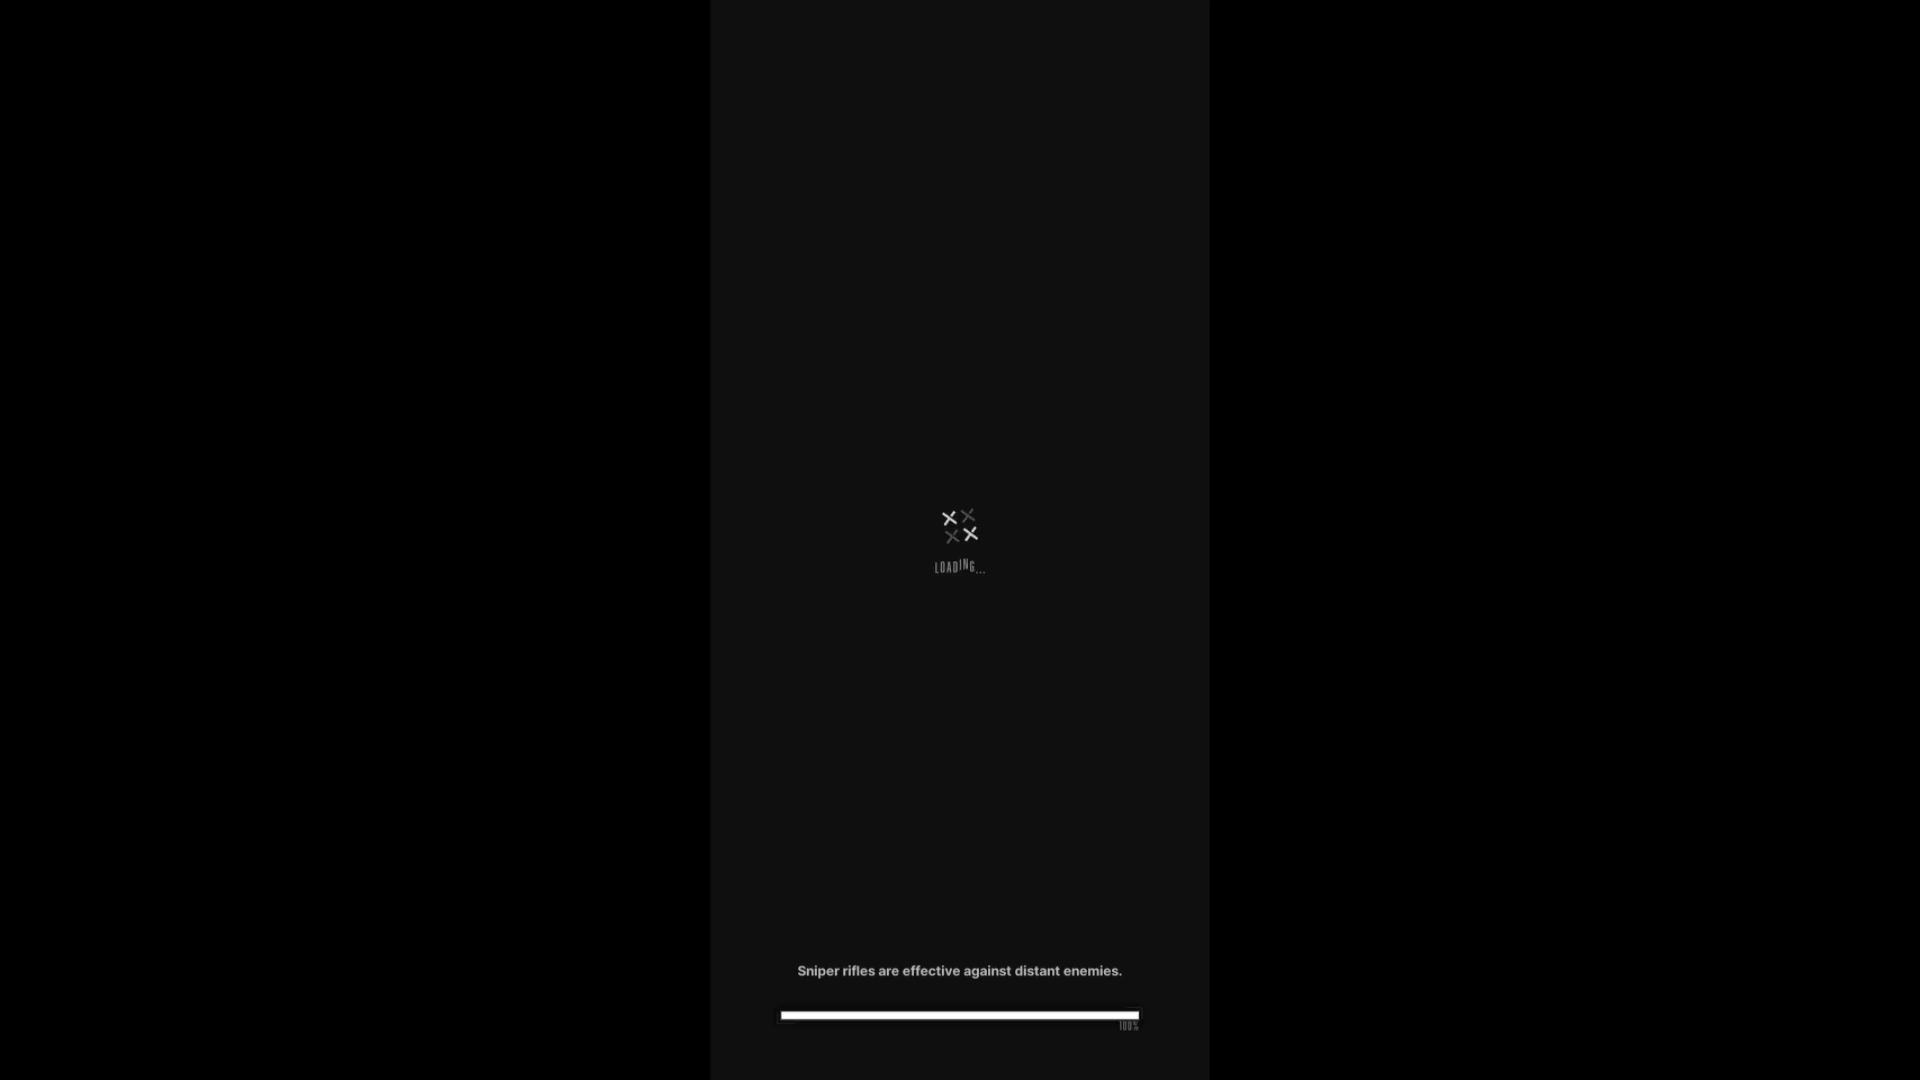 LOADING...
Sniper rifles are effective against distant enemies.
100%